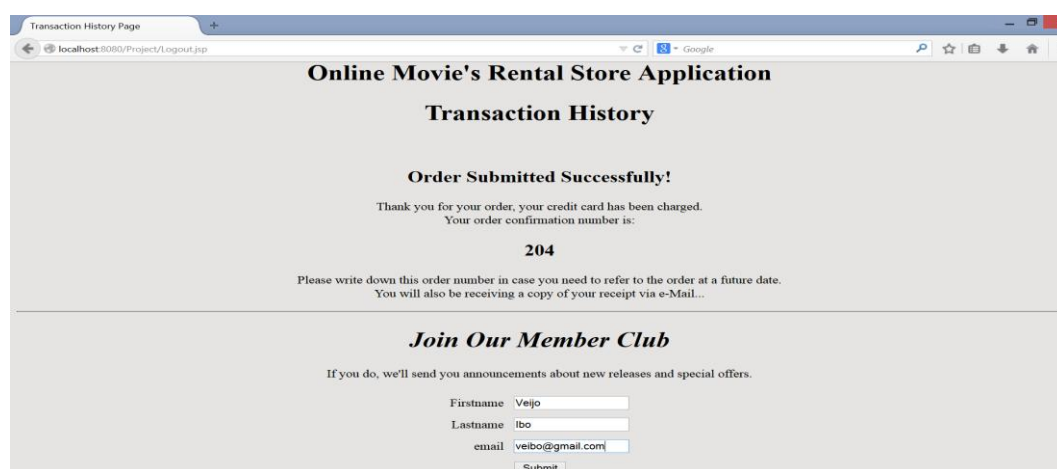 Transaction History Page
localhost:8080/Project/Logout.jsp
Google
Online Movie's Rental Store Application
Transaction History
Order Submitted Successfully!
Thank you for your order, your credit card has been charged.
Your order confirmation number is:
204
Please write down this order number in case you need to refer to the order at a future date.
You will also be receiving a copy of your receipt via e-Mail...
Join Our Member Club
If you do, we'll send you announcements about new releases and special offers.
Firstname Veijo
Lastname Ibo
email veibo@gmail.com
Submit